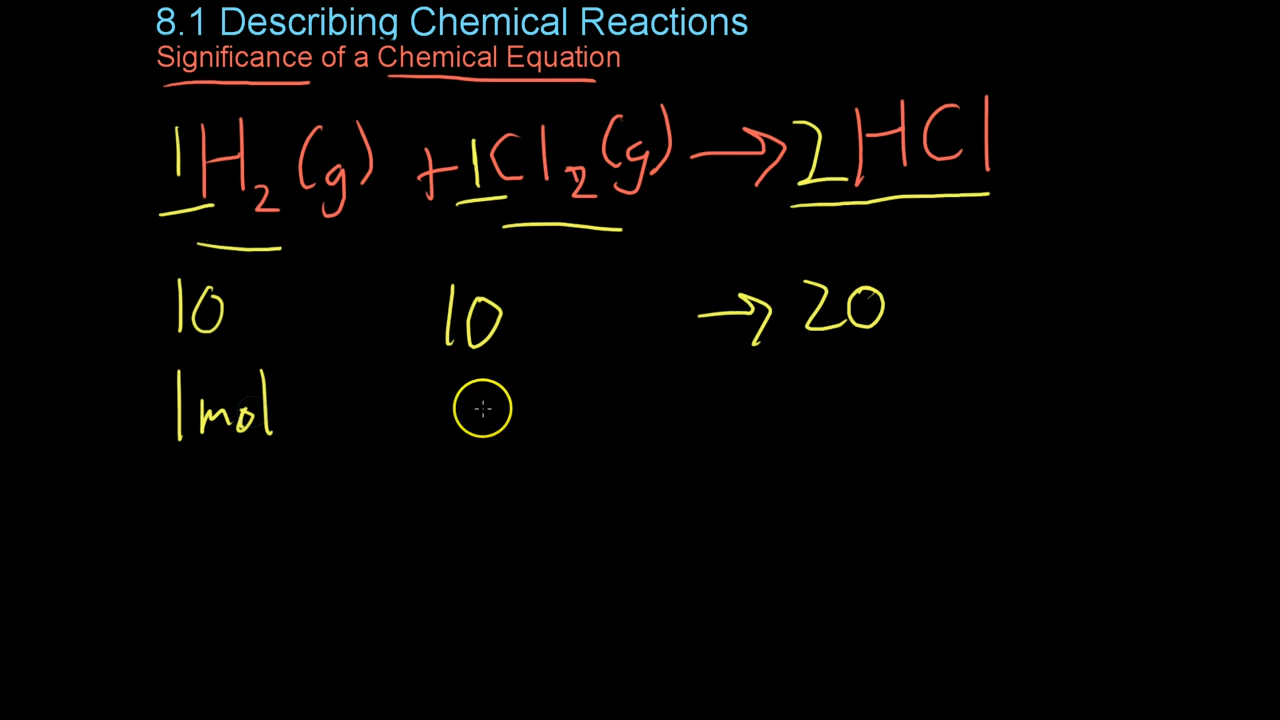 8.1 Describing Chemical Reactions
Significance of a Chemical Equation
1H₂(g) +1Cl₂(g) → 2HCl
10 10 → 20
1mol